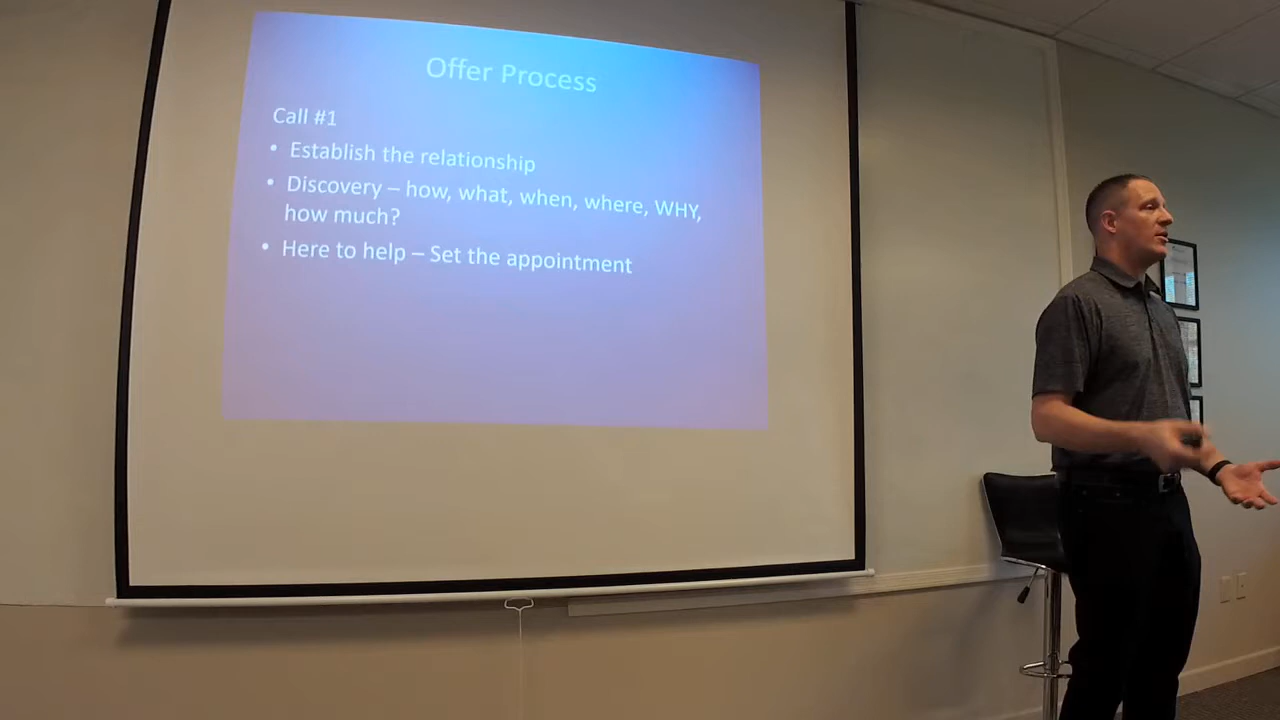 Offer Process
Call #1
• Establish the relationship
• Discovery – how, what, when, where, WHY,
how much?
• Here to help – Set the appointment